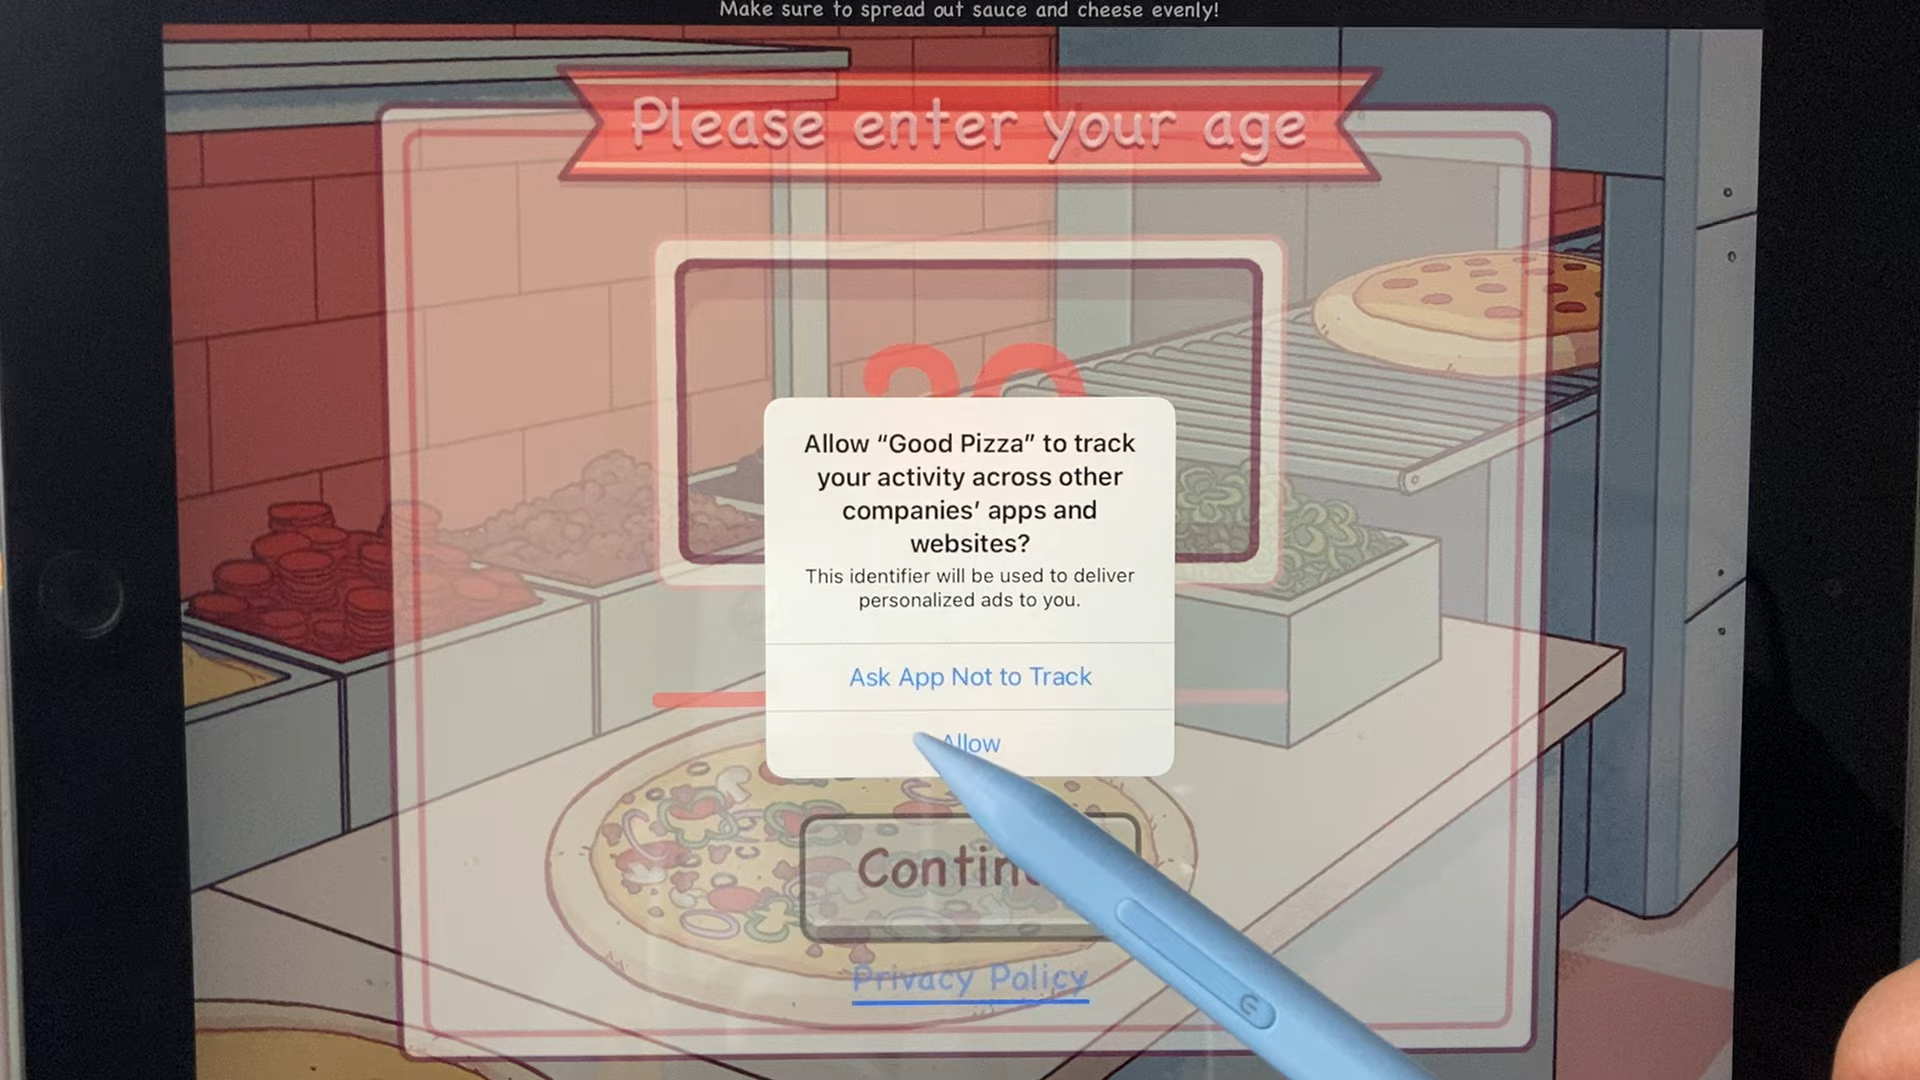 Make sure to spread out sauce and cheese evenly!
Please enter your age
Allow “Good Pizza” to track
your activity across other
companies’ apps and
websites?
This identifier will be used to deliver
personalized ads to you.
Ask App Not to Track
Allow
Privacy Policy